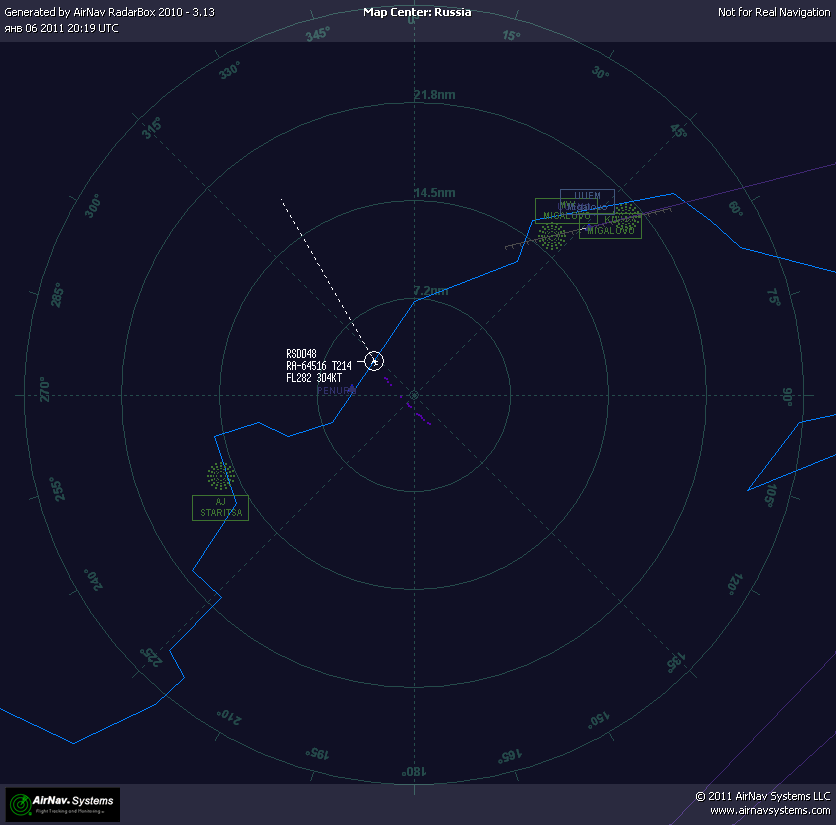 Generated by AirNav RadarBox 2010 - 3.13
Map Center: Russia
Not for Real Navigation
янв 06 2011 20:19 UTC
0°
345°
15°
330°
30°
21.8nm
315°
45°
14.5nm
Migalovo
MIGALOVO
MIGALOVO
300°
60°
7.2nm
285°
75°
RSD048
RA-64516 T214
FL282 304KT
270°
90°
255°
105°
AJ
STARITSA
240°
120°
225°
135°
210°
150°
195°
165°
180°
AirNav Systems
Flight Tracking and Monitoring
© 2011 AirNav Systems LLC
www.airnavsystems.com